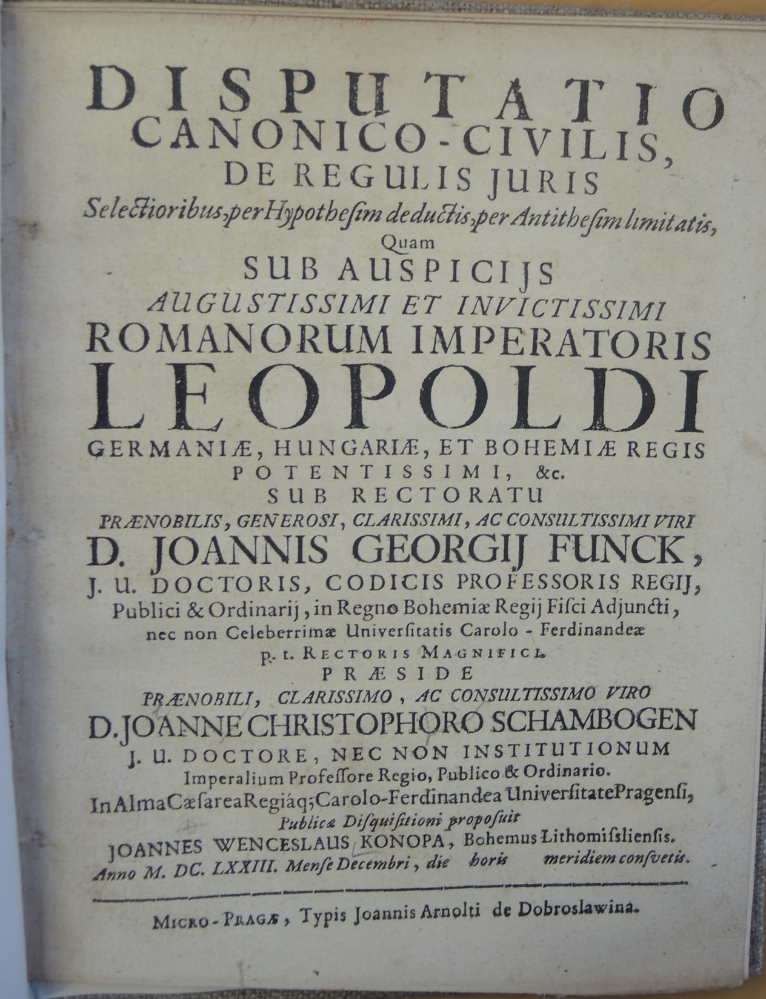 DISPUTATIO
CANONICO-CIVILIS,
DE REGULIS JURIS
Selectioribus, per Hypothesim deductis, per Antithesim limitatis,
Quam
SUB AUSPICIJS
AUGUSTISSIMI ET INVICTISSIMI
ROMANORUM IMPERATORIS
LEOPOLDI
GERMANIÆ, HUNGARIÆ, ET BOHEMIÆ REGIS
POTENTISSIMI, &c.
SUB RECTORATU
PRÆNOBILIS, GENEROSI, CLARISSIMI, AC CONSULTISSIMI VIRI
D. JOANNIS GEORGIJ FUNCK,
J. U. DOCTORIS, CODICIS PROFESSORIS REGIJ,
Publici & Ordinarij, in Regno Bohemiæ Regij Fiſci Adjuncti,
nec non Celeberrimæ Univerſitatis Carolo - Ferdinandeæ
p. t. RECTORIS MAGNIFICI.
PRÆSIDE
PRÆNOBILI, CLARISSIMO, AC CONSULTISSIMO VIRO
D. JOANNE CHRISTOPHORO SCHAMBOGEN
J. U. DOCTORE, NEC NON INSTITUTIONUM
Imperalium Profeſſore Regio, Publico & Ordinario.
In Alma Cæſarea Regiáq; Carolo-Ferdinandea Univerſitate Pragenſi,
Publicæ Diſquiſitioni propoſuit
JOANNES WENCESLAUS KONOPA, Bohemus Lithomiſslienſis.
Anno M. DC. LXXIII. Menſe Decembri, die horis meridiem conſvetis.
MICRO-PRAGÆ, Typis Joannis Arnolti de Dobroslawina.